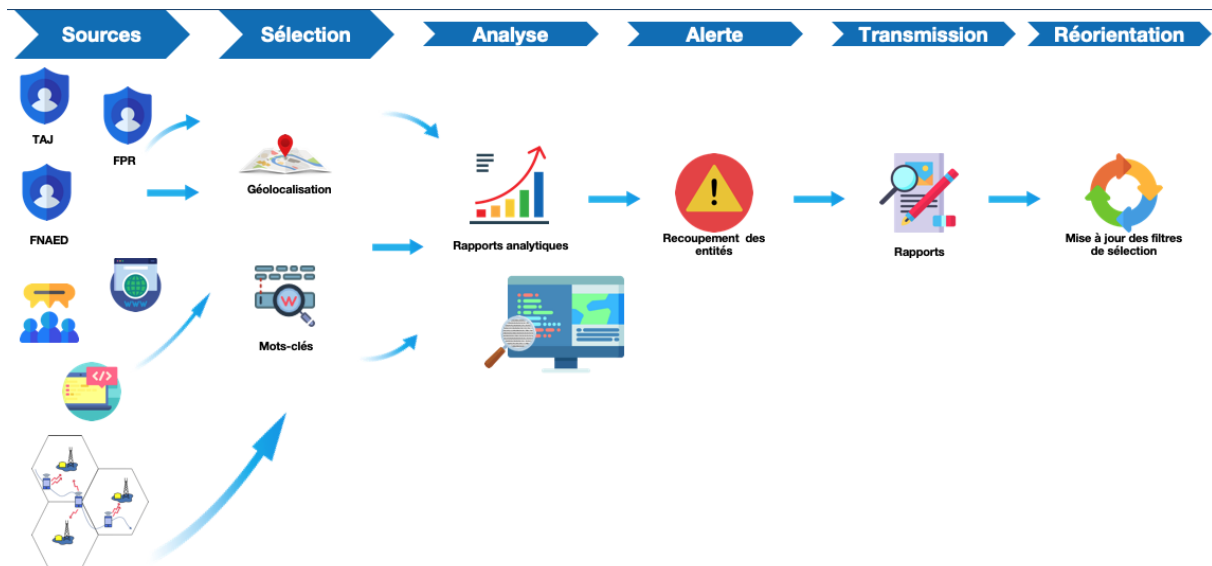 Sources
Sélection
Analyse
Alerte
Transmission
Réorientation
TAJ
FPR
FNAED
WWW
</>
Géolocalisation
W
Mots-clés
Rapports analytiques
!
Recoupement des
entités
Rapports
Mise à jour des filtres
de sélection